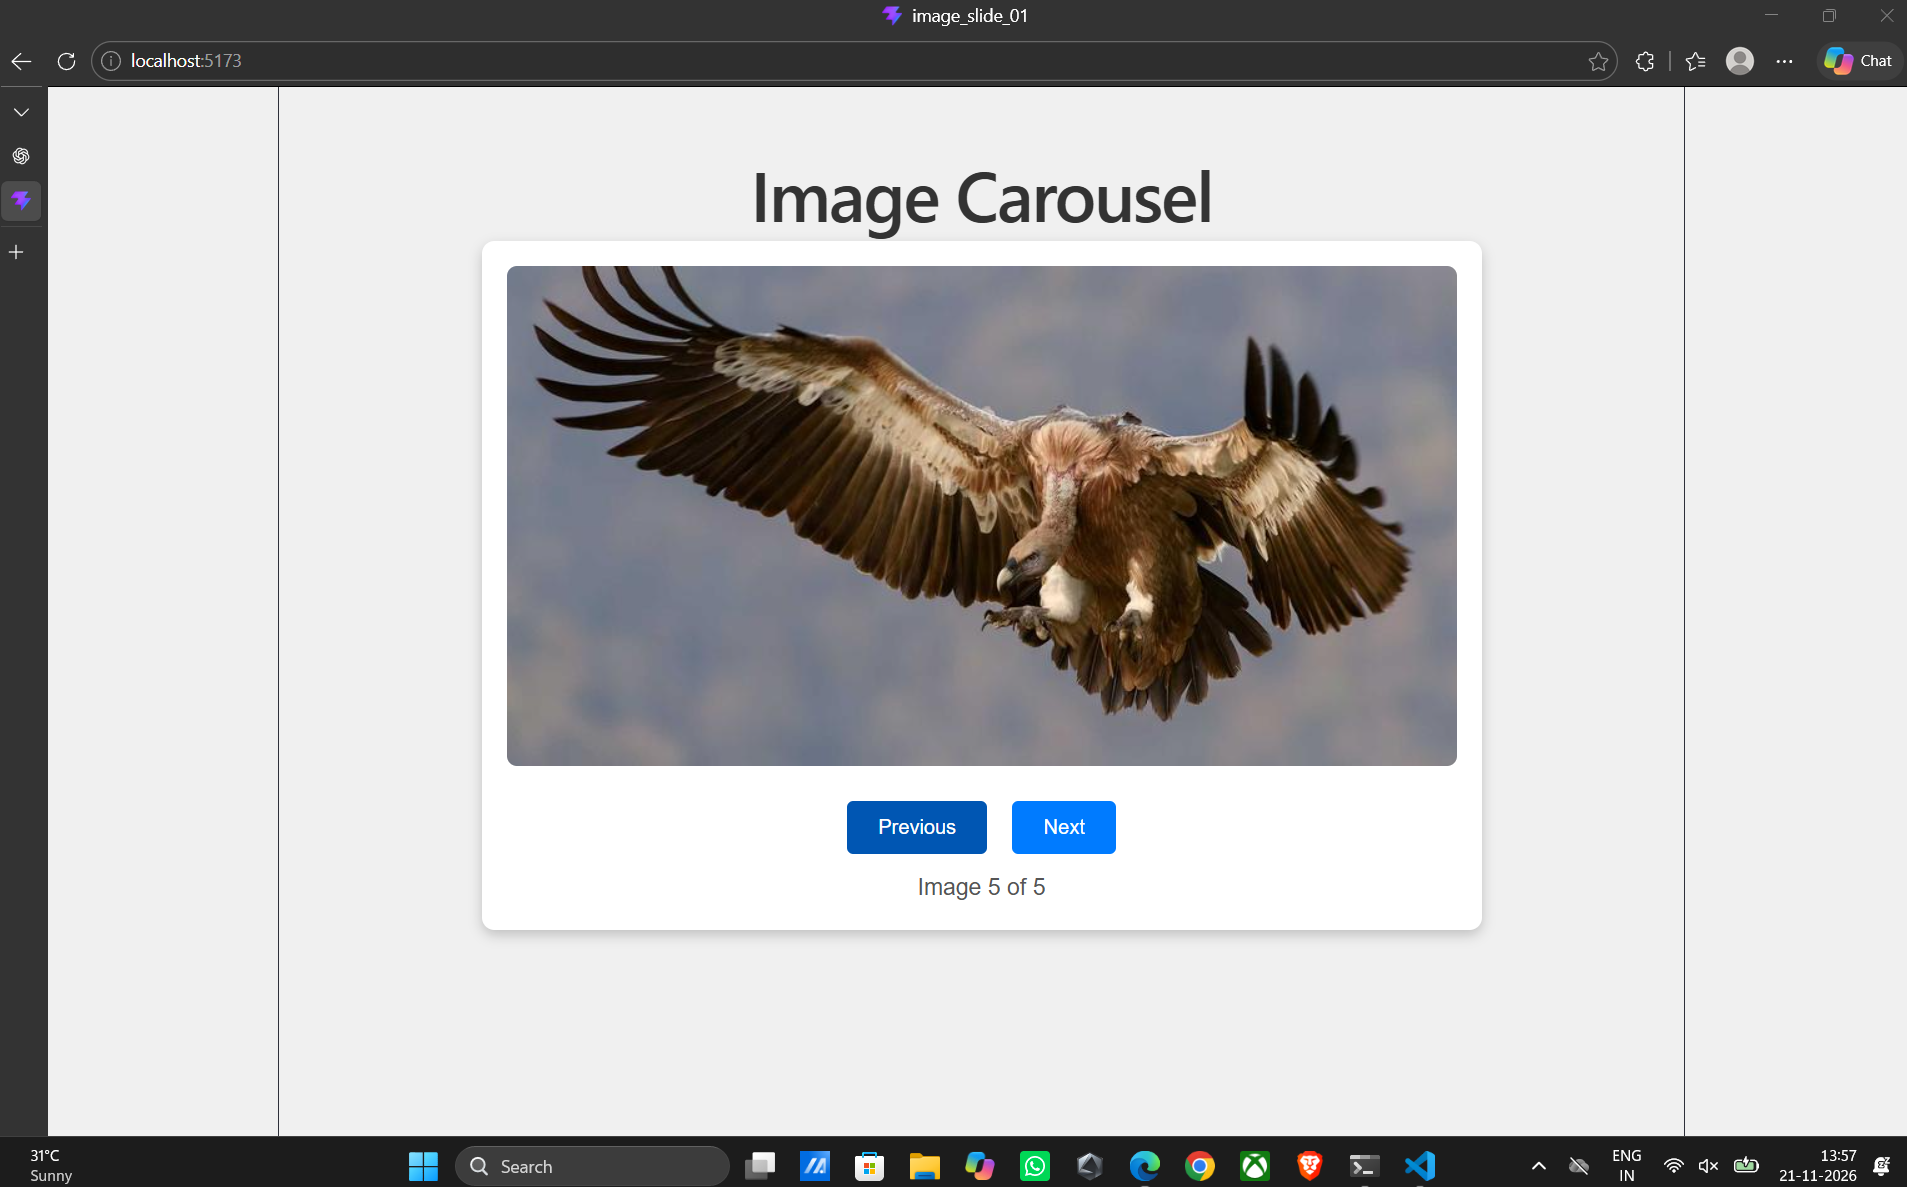 image_slide_01
localhost:5173
Chat
Image Carousel
Previous
Next
Image 5 of 5
31°C
Sunny
Search
ENG
IN
13:57
21-11-2026